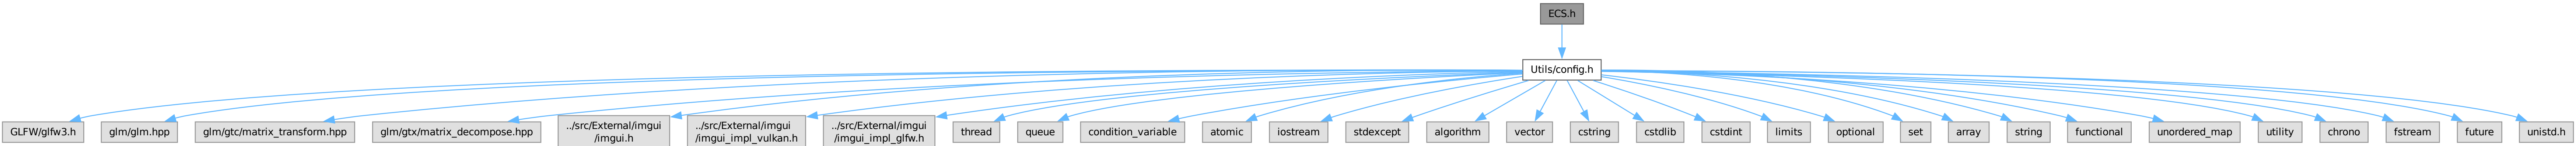 ECS.h
Utils/config.h
GLFW/glfw3.h
glm/glm.hpp
glm/gtc/matrix_transform.hpp
glm/gtx/matrix_decompose.hpp
../src/External/imgui
/imgui.h
../src/External/imgui
/imgui_impl_vulkan.h
../src/External/imgui
/imgui_impl_glfw.h
thread
queue
condition_variable
atomic
iostream
stdexcept
algorithm
vector
cstring
cstdlib
cstdint
limits
optional
set
array
string
functional
unordered_map
utility
chrono
fstream
future
unistd.h